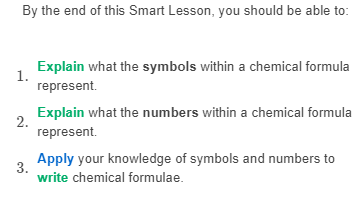 By the end of this Smart Lesson, you should be able to:
1. Explain what the symbols within a chemical formula
represent.
2. Explain what the numbers within a chemical formula
represent.
3. Apply your knowledge of symbols and numbers to
write chemical formulae.